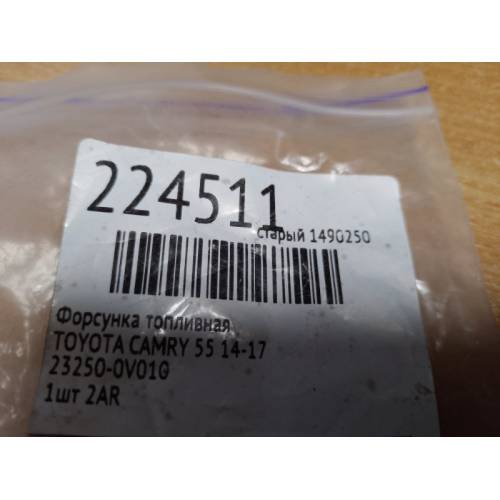 224511
старый 1490250
Форсунка топливная
TOYOTA CAMRY 55 14-17
23250-0V010
1шт 2AR